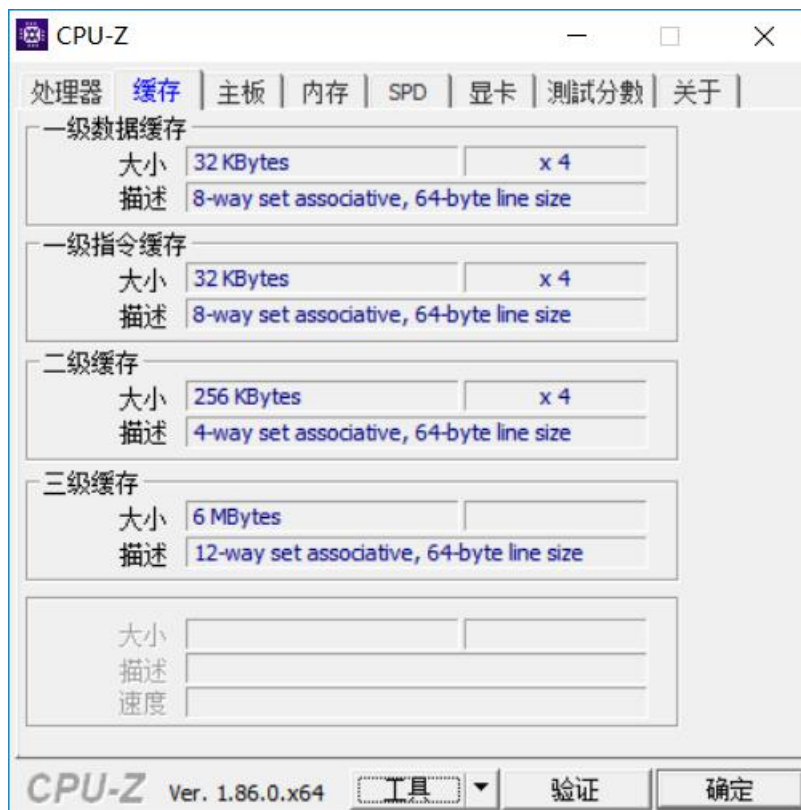 CPU-Z
处理器 缓存 主板 内存 SPD 显卡 測試分數 关于
一级数据缓存
大小 32 KBytes x 4
描述 8-way set associative, 64-byte line size
一级指令缓存
大小 32 KBytes x 4
描述 8-way set associative, 64-byte line size
二级缓存
大小 256 KBytes x 4
描述 4-way set associative, 64-byte line size
三级缓存
大小 6 MBytes
描述 12-way set associative, 64-byte line size
大小
描述
速度
CPU-Z Ver. 1.86.0.x64 工具 验证 确定